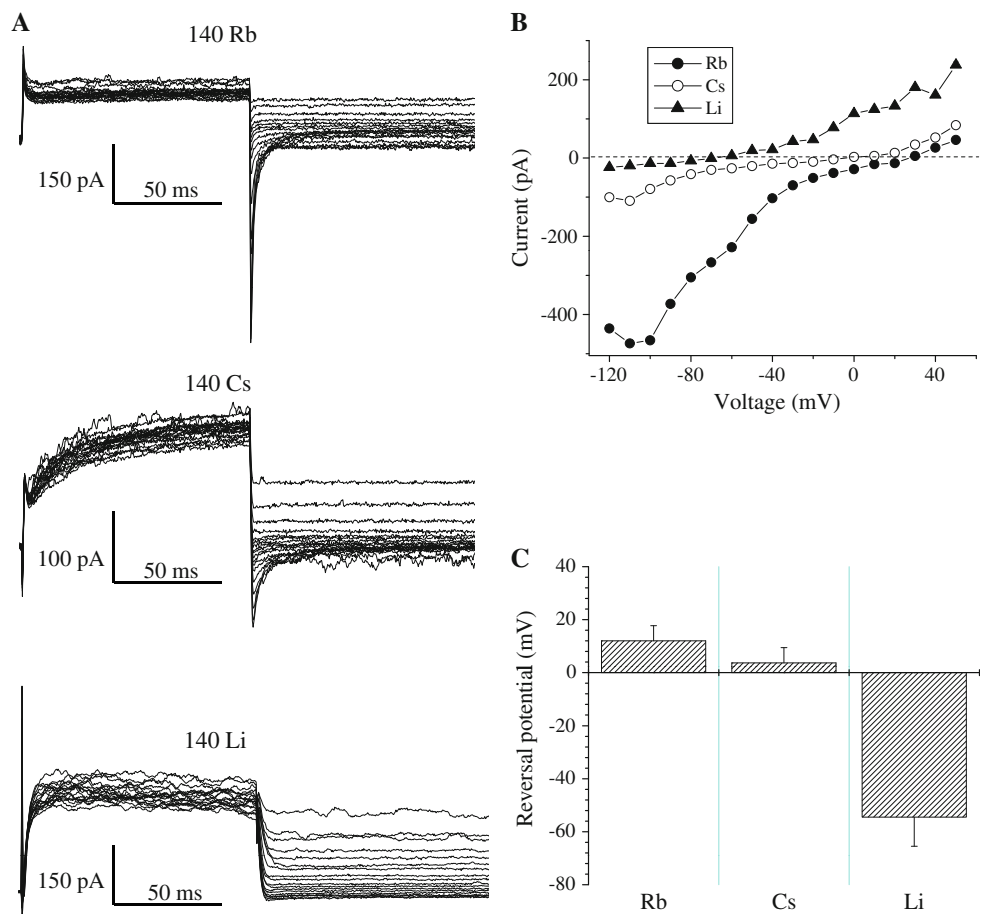 A
140 Rb
150 pA
50 ms
140 Cs
100 pA
50 ms
140 Li
150 pA
50 ms
B
Rb
Cs
Li
200
0
-200
-400
Current (pA)
-120
-80
-40
0
40
Voltage (mV)
C
40
20
0
-20
-40
-60
-80
Reversal potential (mV)
Rb
Cs
Li